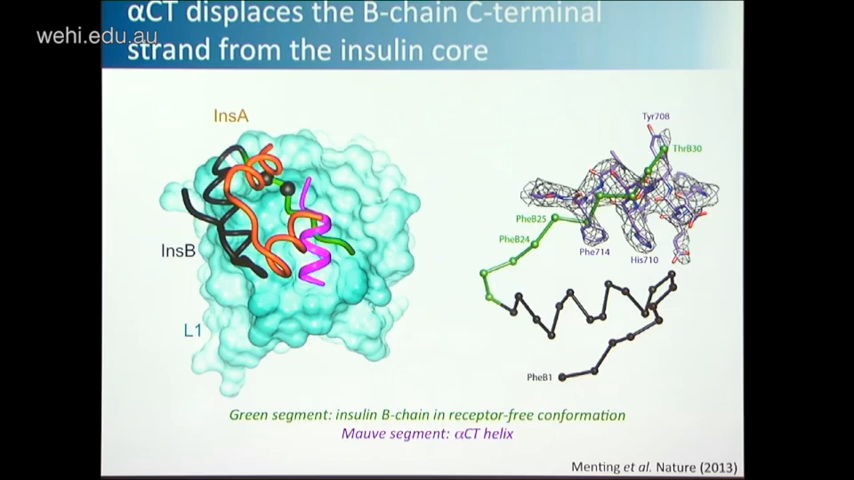 αCT displaces the B-chain C-terminal
strand from the insulin core
wehi.edu.au
InsA
InsB
L1
Tyr708
ThrB30
PheB25
PheB24
Phe714
His710
PheB1
Green segment: insulin B-chain in receptor-free conformation
Mauve segment: αCT helix
Menting et al. Nature (2013)